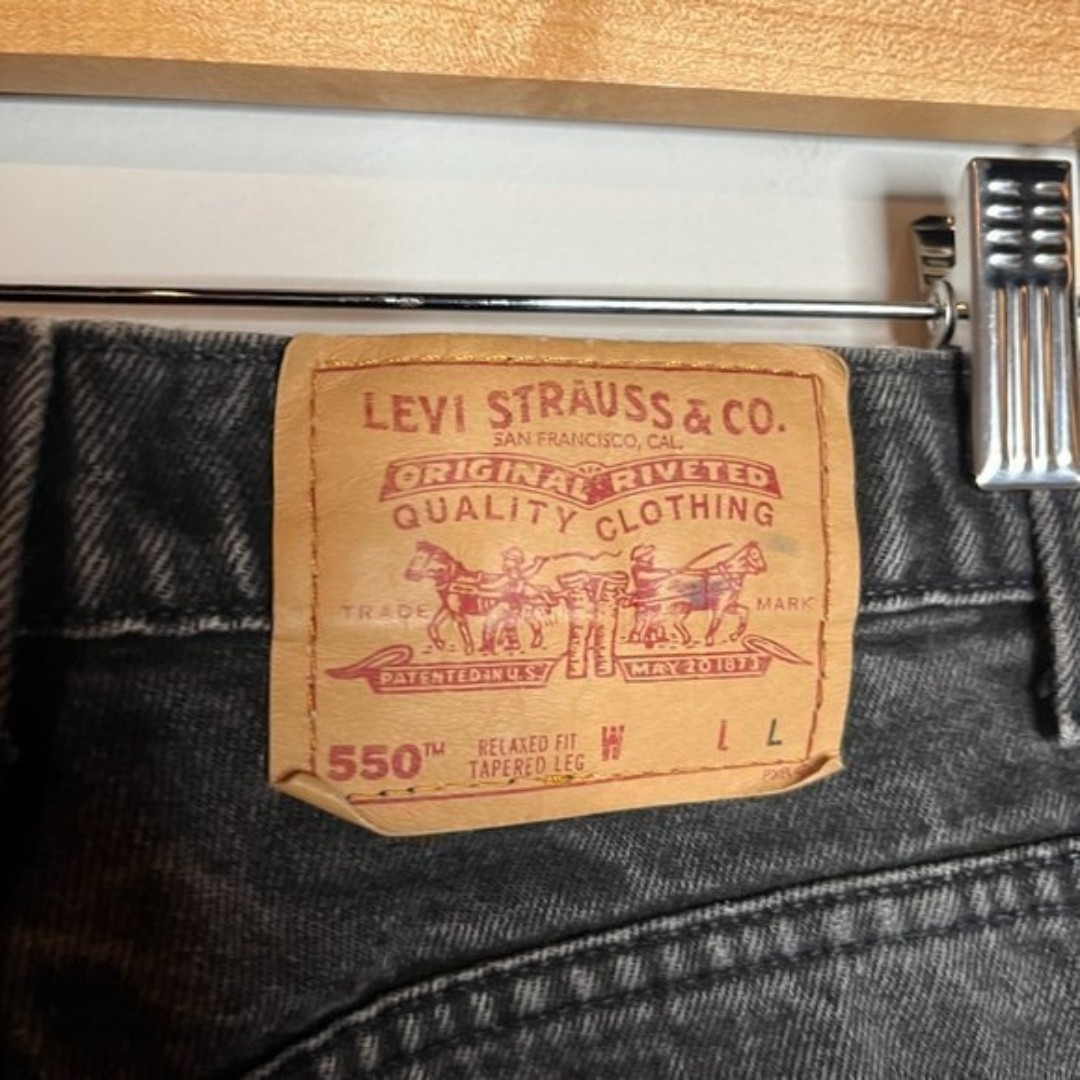 LEVI STRAUSS & CO.
SAN FRANCISCO, CAL.
ORIGINAL RIVETED
QUALITY CLOTHING
TRADE MARK
PATENTED IN U.S. MAY 20 1873
550™ RELAXED FIT W L L
TAPERED LEG